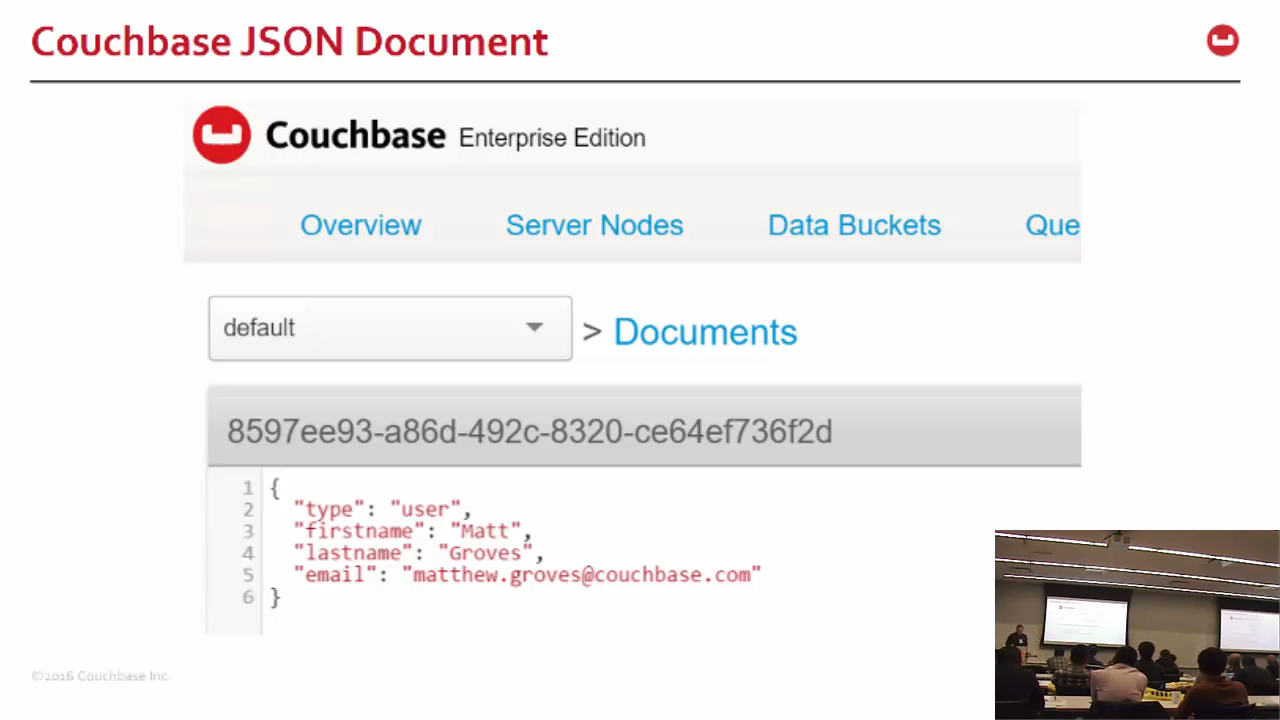 Couchbase JSON Document
Couchbase Enterprise Edition
Overview Server Nodes Data Buckets Que
default > Documents
8597ee93-a86d-492c-8320-ce64ef736f2d
1 {
2 "type": "user",
3 "firstname": "Matt",
4 "lastname": "Groves",
5 "email": "matthew.groves@couchbase.com"
6 }
©2016 Couchbase Inc.